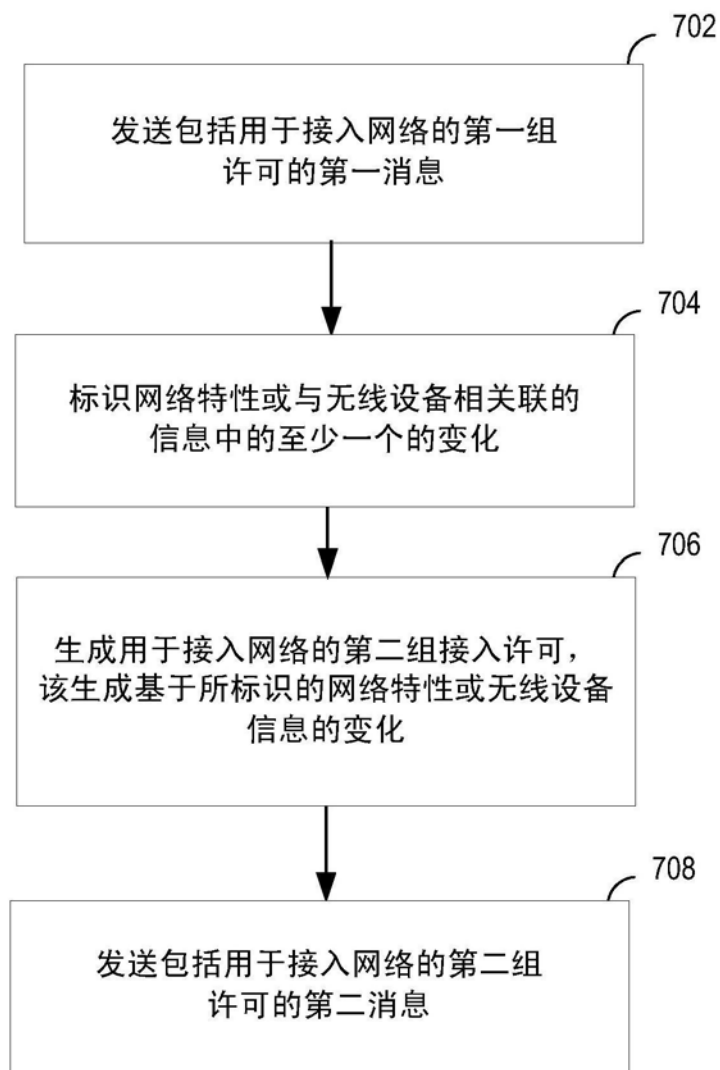 702
发送包括用于接入网络的第一组
许可的第一消息
704
标识网络特性或与无线设备相关联的
信息中的至少一个的变化
706
生成用于接入网络的第二组接入许可，
该生成基于所标识的网络特性或无线设备
信息的变化
708
发送包括用于接入网络的第二组
许可的第二消息